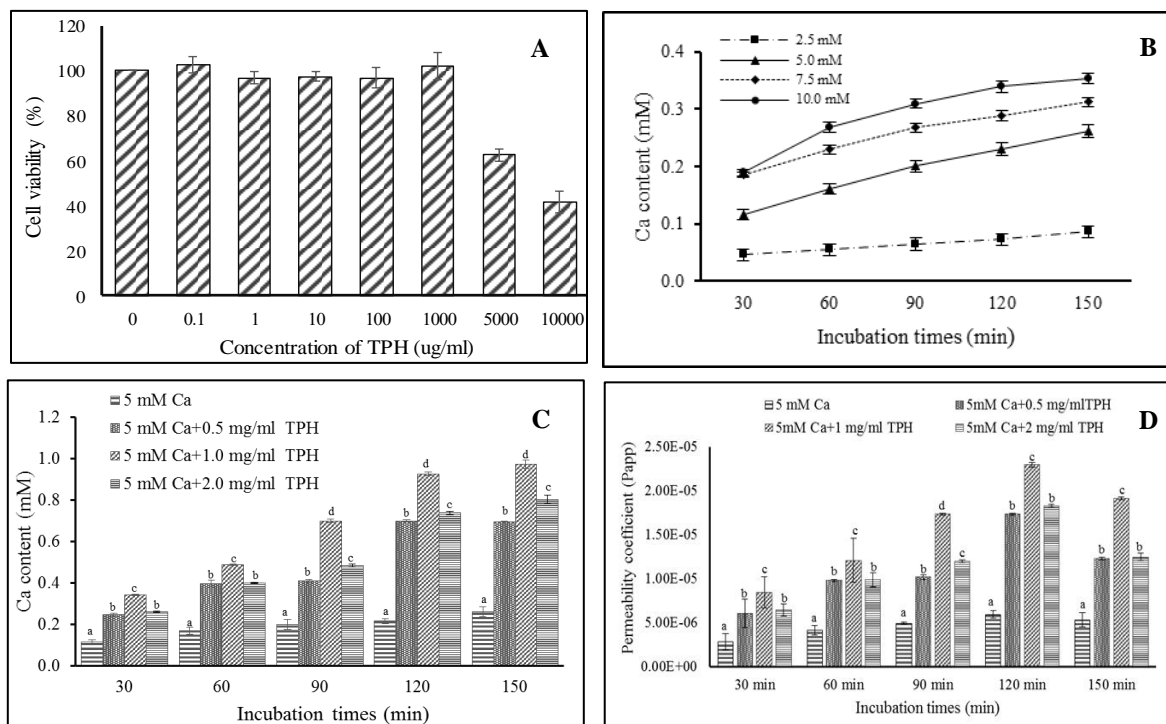 A
120
100
80
60
40
20
0
Cell viability (%)
0 0.1 1 10 100 1000 5000 10000
Concentration of TPH (ug/ml)
B
2.5 mM
5.0 mM
7.5 mM
10.0 mM
0.4
0.3
0.2
0.1
0.0
Ca content (mM)
30 60 90 120 150
Incubation times (min)
C
5 mM Ca
5 mM Ca+0.5 mg/ml TPH
5 mM Ca+1.0 mg/ml TPH
5 mM Ca+2.0 mg/ml TPH
1.2
1.0
0.8
0.6
0.4
0.2
0.0
Ca content (mM)
a b c b
a b c b
a b d c
a b d c
a b d c
30 60 90 120 150
Incubation times (min)
D
5 mM Ca
5mM Ca+0.5 mg/mlTPH
5mM Ca+1 mg/ml TPH
5mM Ca+2 mg/ml TPH
2.50E-05
2.00E-05
1.50E-05
1.00E-05
5.00E-06
0.00E+00
Permeability coefficient (Papp)
a b c b
a b c b
a b d c
a b c b
a b c b
30 min 60 min 90 min 120 min 150 min
Incubation times (min)